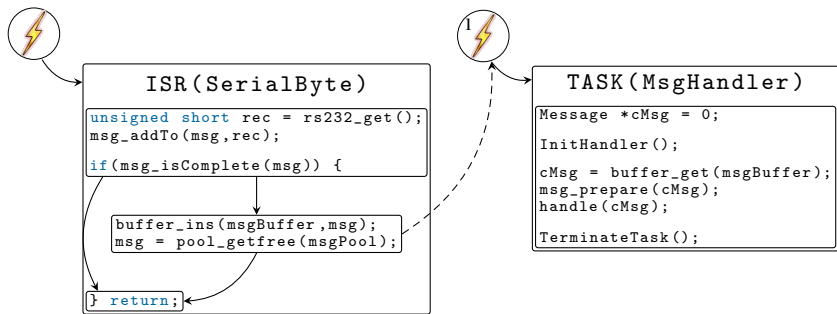 ISR(SerialByte)
unsigned short rec = rs232_get();
msg_addTo(msg,rec);
if(msg_isComplete(msg)) {
buffer_ins(msgBuffer,msg);
msg = pool_getfree(msgPool);
} return;
1
TASK(MsgHandler)
Message *cMsg = 0;
InitHandler();
cMsg = buffer_get(msgBuffer);
msg_prepare(cMsg);
handle(cMsg);
TerminateTask();